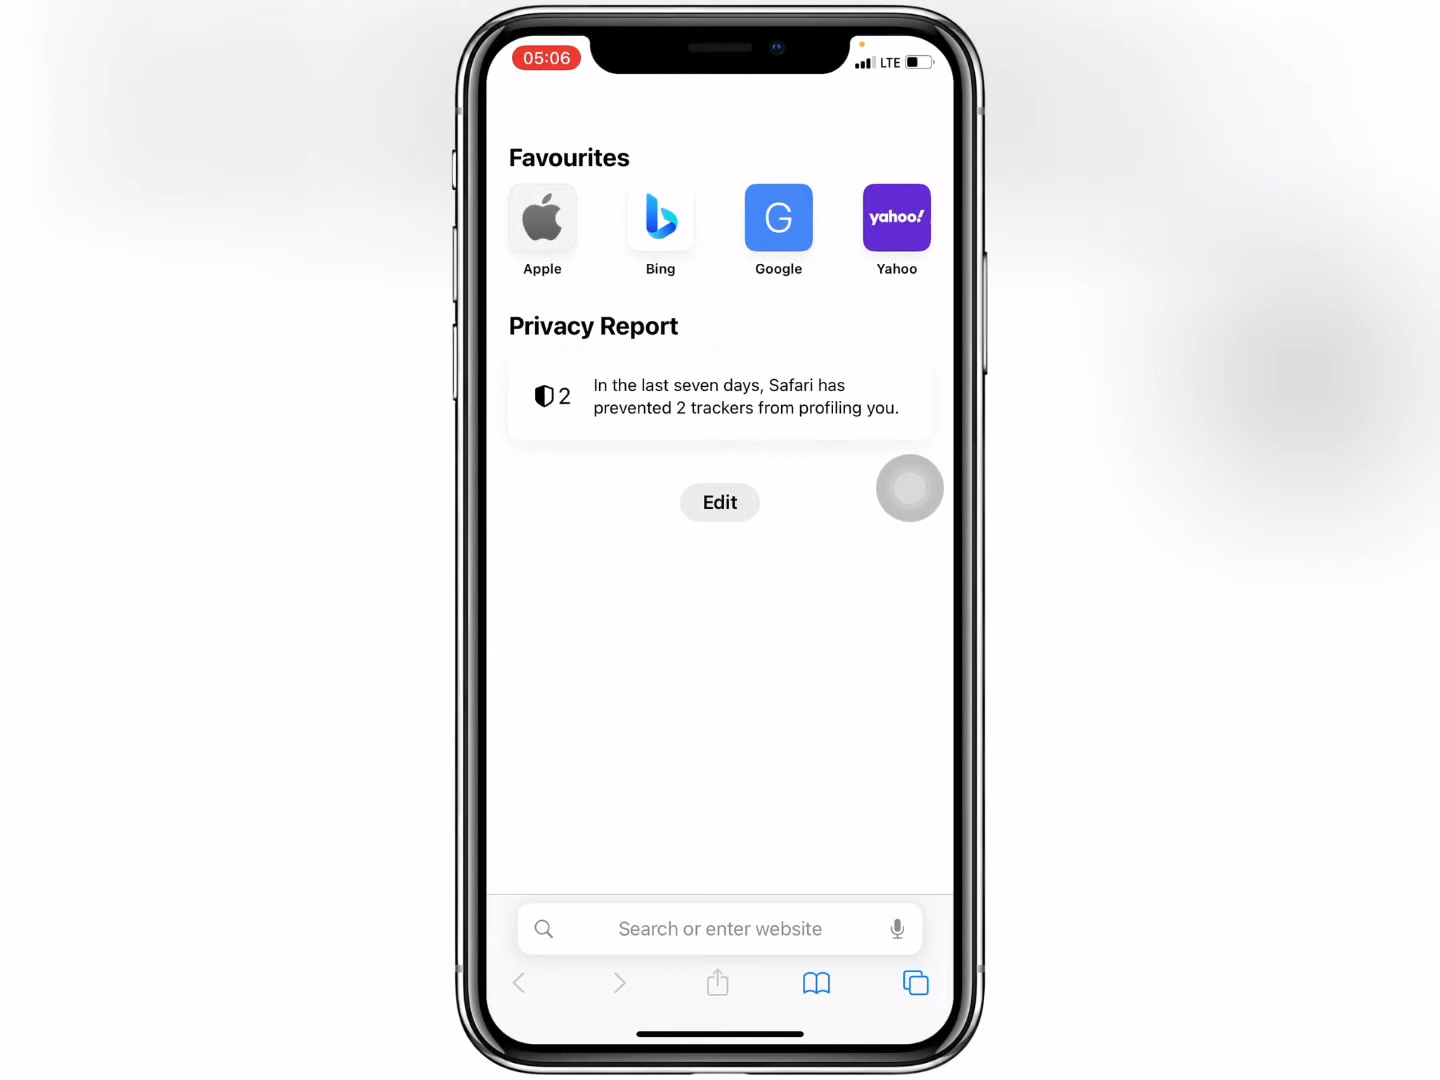 05:06
LTE
Favourites
G
yahoo!
Apple
Bing
Google
Yahoo
Privacy Report
2
In the last seven days, Safari has
prevented 2 trackers from profiling you.
Edit
Search or enter website